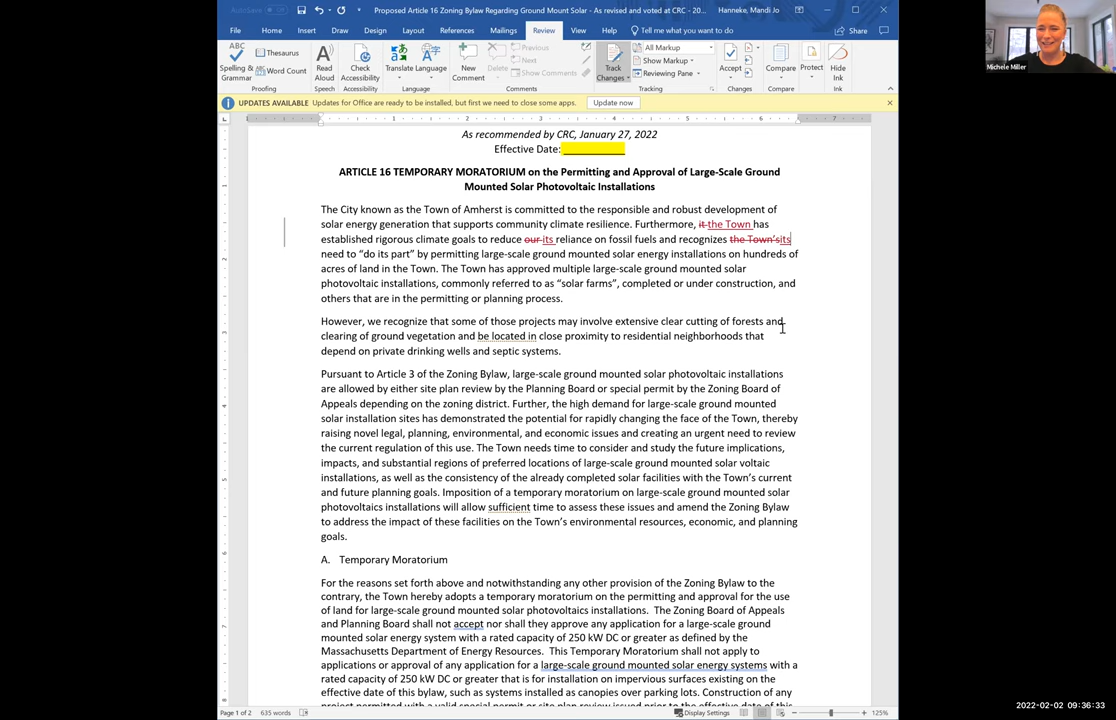 AutoSave
Proposed Article 16 Zoning Bylaw Regarding Ground Mount Solar - As revised and voted at CRC - 20...
Hanneke, Mandi Jo
File Home Insert Draw Design Layout References Mailings Review View Help Tell me what you want to do Share
ABC Spelling & Grammar
Thesaurus
Word Count
Proofing
Read Aloud
Speech
Check Accessibility
Accessibility
Translate Language
Language
New Comment
Delete
Previous
Next
Show Comments
Comments
Track Changes
All Markup
Show Markup
Reviewing Pane
Tracking
Accept
Changes
Compare
Compare
Protect
Hide Ink
Ink
Michele Miller
UPDATES AVAILABLE Updates for Office are ready to be installed, but first we need to close some apps. Update now
1 2 3 4 5 6 7
As recommended by CRC, January 27, 2022
Effective Date:
ARTICLE 16 TEMPORARY MORATORIUM on the Permitting and Approval of Large-Scale Ground
Mounted Solar Photovoltaic Installations
The City known as the Town of Amherst is committed to the responsible and robust development of
solar energy generation that supports community climate resilience. Furthermore, it the Town has
established rigorous climate goals to reduce our its reliance on fossil fuels and recognizes the Town's its
need to “do its part” by permitting large-scale ground mounted solar energy installations on hundreds of
acres of land in the Town. The Town has approved multiple large-scale ground mounted solar
photovoltaic installations, commonly referred to as “solar farms”, completed or under construction, and
others that are in the permitting or planning process.
However, we recognize that some of those projects may involve extensive clear cutting of forests and
clearing of ground vegetation and be located in close proximity to residential neighborhoods that
depend on private drinking wells and septic systems.
Pursuant to Article 3 of the Zoning Bylaw, large-scale ground mounted solar photovoltaic installations
are allowed by either site plan review by the Planning Board or special permit by the Zoning Board of
Appeals depending on the zoning district. Further, the high demand for large-scale ground mounted
solar installation sites has demonstrated the potential for rapidly changing the face of the Town, thereby
raising novel legal, planning, environmental, and economic issues and creating an urgent need to review
the current regulation of this use. The Town needs time to consider and study the future implications,
impacts, and substantial regions of preferred locations of large-scale ground mounted solar voltaic
installations, as well as the consistency of the already completed solar facilities with the Town's current
and future planning goals. Imposition of a temporary moratorium on large-scale ground mounted solar
photovoltaics installations will allow sufficient time to assess these issues and amend the Zoning Bylaw
to address the impact of these facilities on the Town's environmental resources, economic, and planning
goals.
A. Temporary Moratorium
For the reasons set forth above and notwithstanding any other provision of the Zoning Bylaw to the
contrary, the Town hereby adopts a temporary moratorium on the permitting and approval for the use
of land for large-scale ground mounted solar photovoltaics installations. The Zoning Board of Appeals
and Planning Board shall not accept nor shall they approve any application for a large-scale ground
mounted solar energy system with a rated capacity of 250 kW DC or greater as defined by the
Massachusetts Department of Energy Resources. This Temporary Moratorium shall not apply to
applications or approval of any application for a large-scale ground mounted solar energy systems with a
rated capacity of 250 kW DC or greater that is for installation on impervious surfaces existing on the
effective date of this bylaw, such as systems installed as canopies over parking lots. Construction of any
project permitted with a valid special permit or site plan review issued prior to the effective date of this
Page 1 of 2 635 words Display Settings 125%
2022-02-02 09:36:33